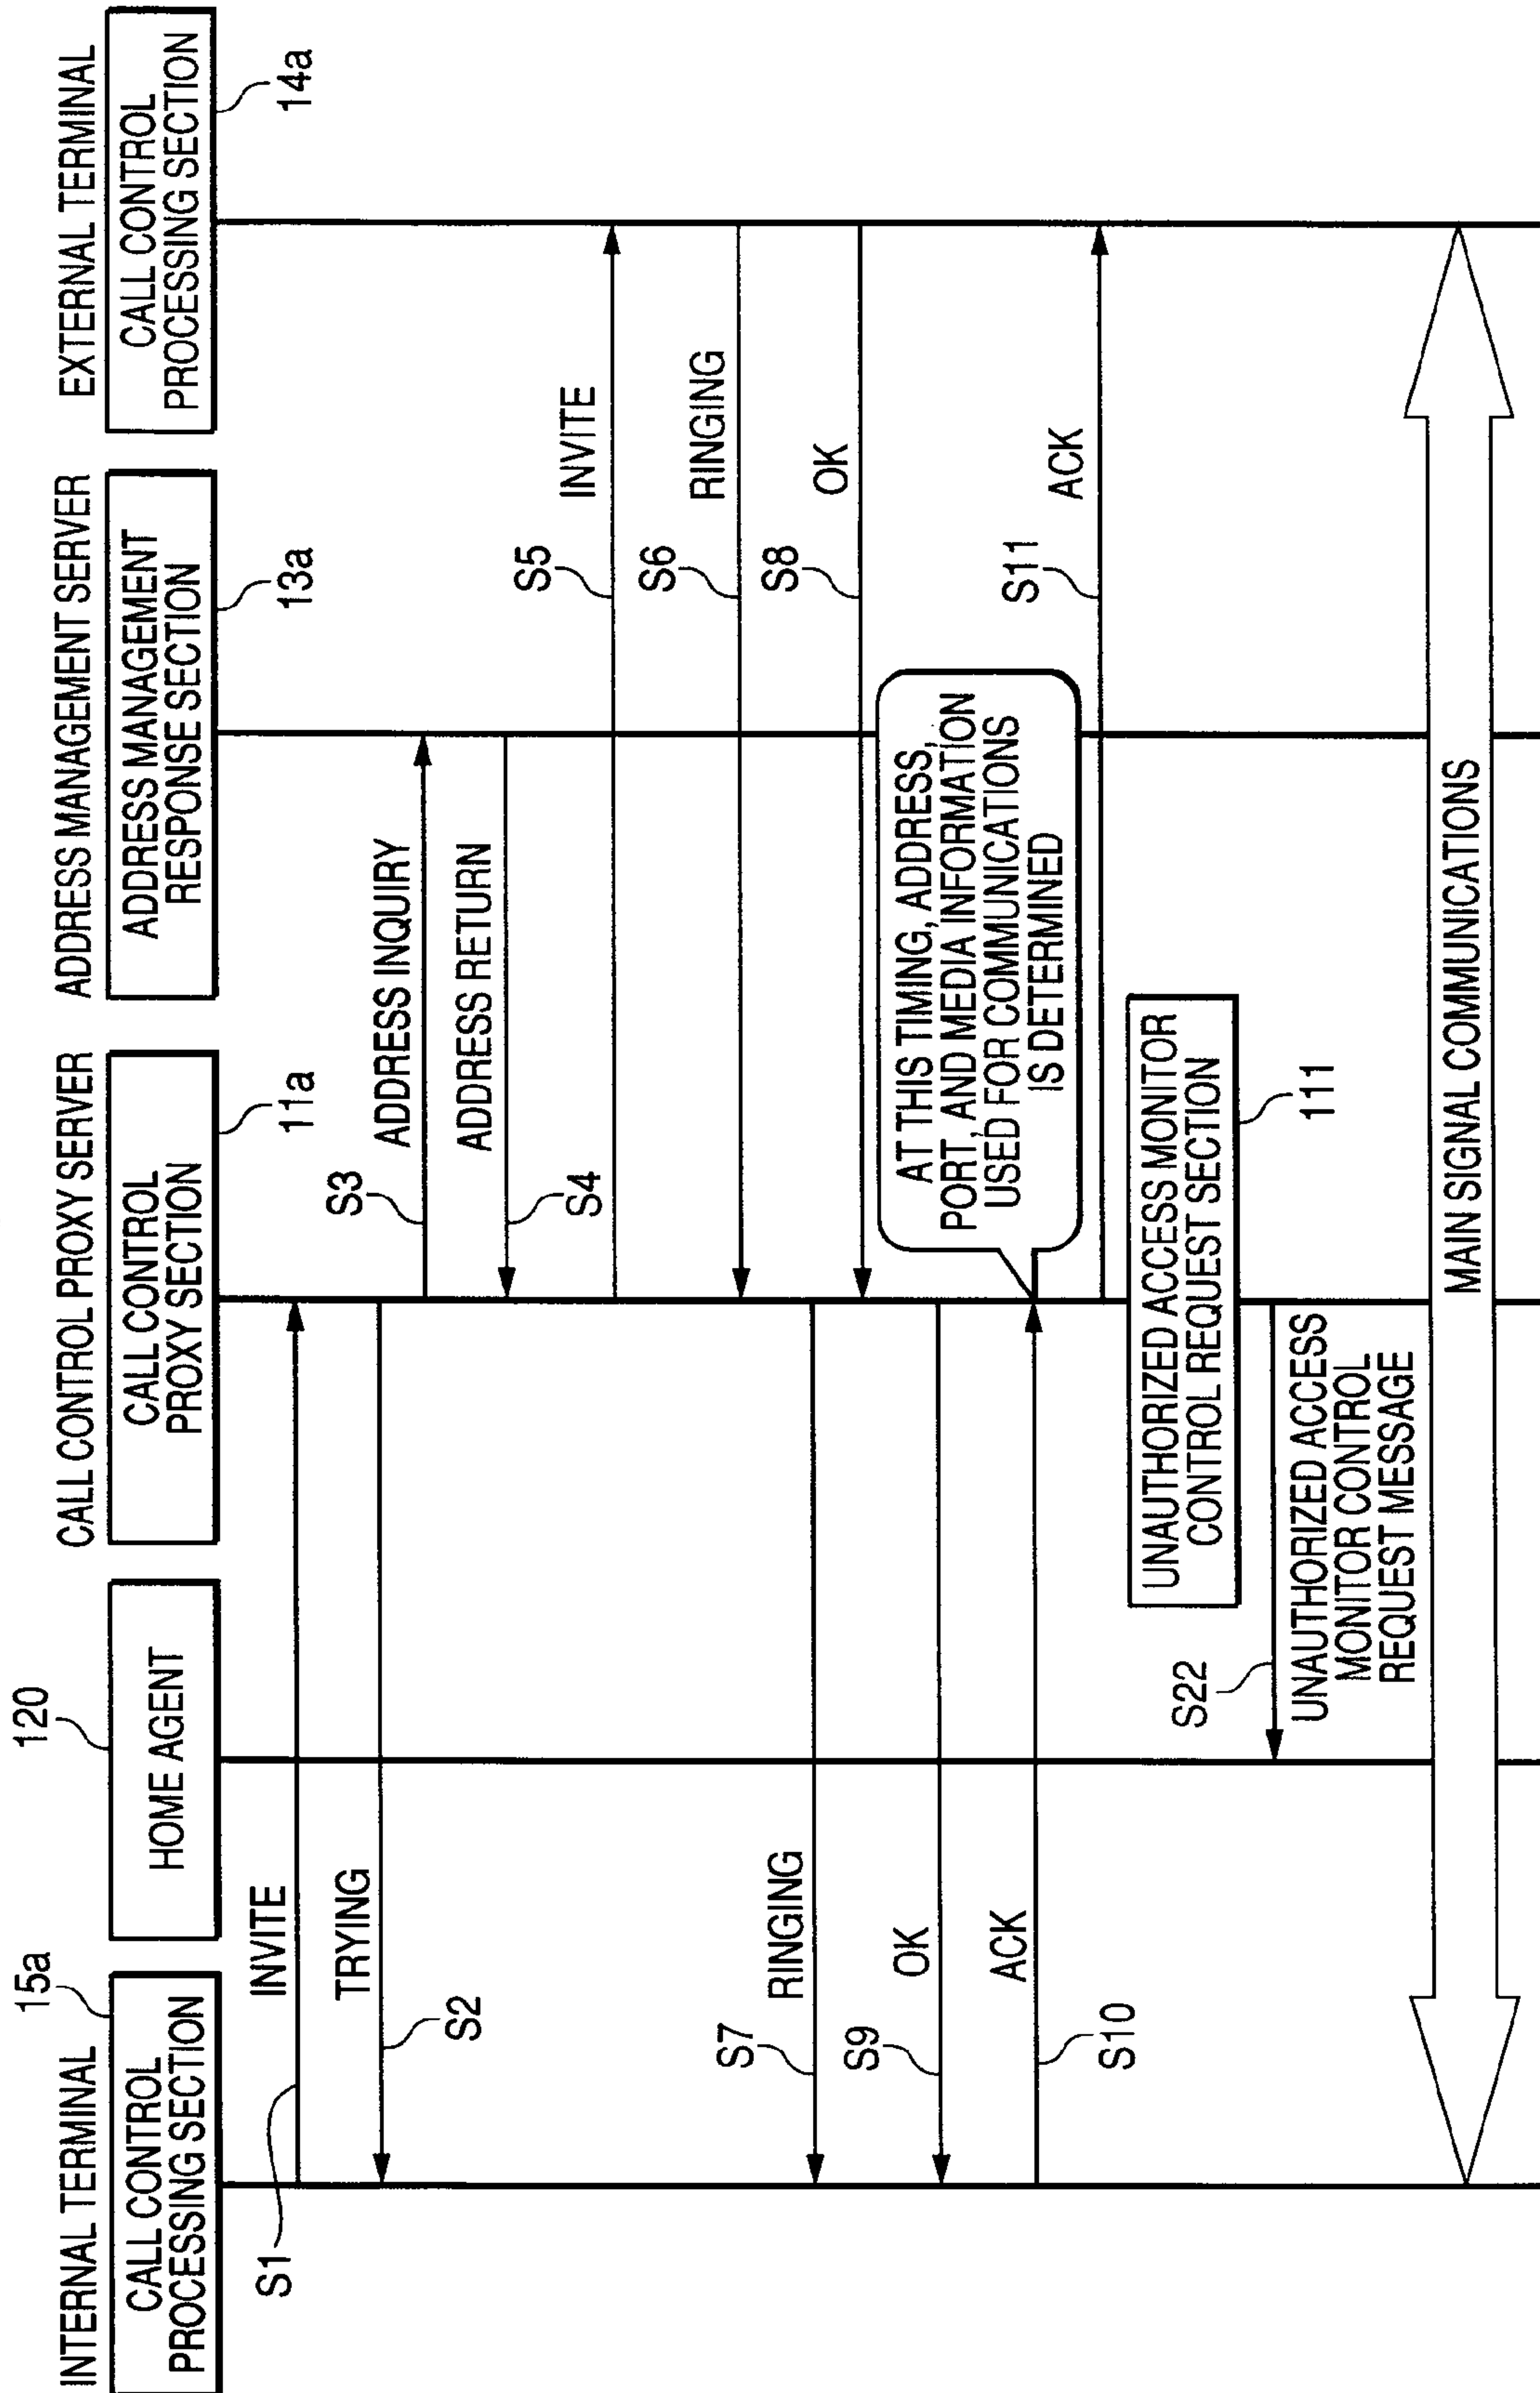 INTERNAL TERMINAL
15a
CALL CONTROL
PROCESSING SECTION
120
HOME AGENT
CALL CONTROL PROXY SERVER
CALL CONTROL
PROXY SECTION
11a
ADDRESS MANAGEMENT SERVER
ADDRESS MANAGEMENT
RESPONSE SECTION
13a
EXTERNAL TERMINAL
CALL CONTROL
PROCESSING SECTION
14a
S1
INVITE
TRYING
S2
S3
ADDRESS INQUIRY
ADDRESS RETURN
S4
S5
INVITE
S6
RINGING
S7
RINGING
S8
OK
S9
OK
AT THIS TIMING, ADDRESS,
PORT, AND MEDIA INFORMATION
USED FOR COMMUNICATIONS
IS DETERMINED
ACK
S10
S11
ACK
UNAUTHORIZED ACCESS MONITOR
CONTROL REQUEST SECTION
111
S22
UNAUTHORIZED ACCESS
MONITOR CONTROL
REQUEST MESSAGE
MAIN SIGNAL COMMUNICATIONS